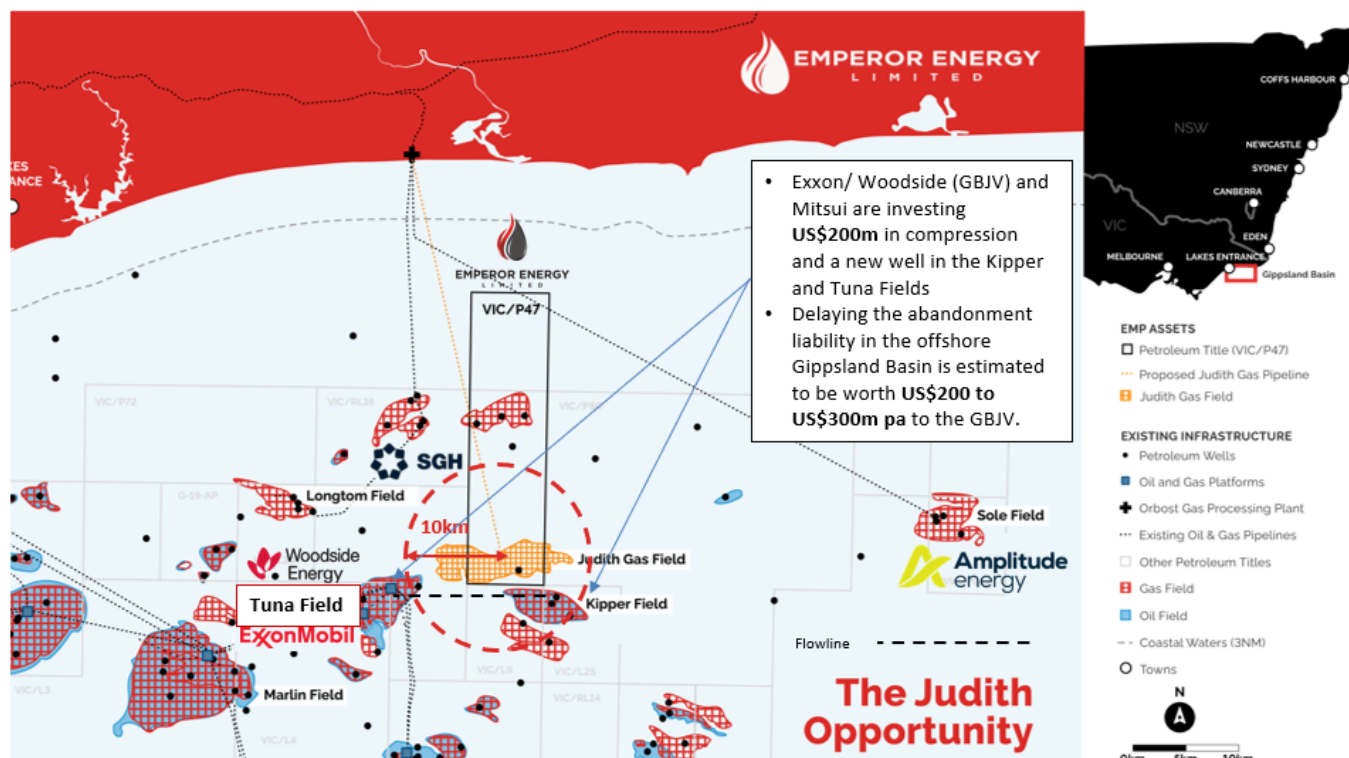 EMPEROR ENERGY
LIMITED
COFFS HARBOUR
NSW
NEWCASTLE
SYDNEY
CANBERRA
VIC
EDEN
MELBOURNE
LAKES ENTRANCE
Gippsland Basin
• Exxon/ Woodside (GBJV) and
Mitsui are investing
US$200m in compression
and a new well in the Kipper
and Tuna Fields
• Delaying the abandonment
liability in the offshore
Gippsland Basin is estimated
to be worth US$200 to
US$300m pa to the GBJV.
EMPEROR ENERGY
LIMITED
VIC/P47
VIC/P72
VIC/RL16
SGH
G-19-AP
Longtom Field
10km
Sole Field
Amplitude
energy
Woodside
Energy
Judith Gas Field
Tuna Field
Kipper Field
ExxonMobil
Marlin Field
VIC/L3
VIC/L9
VIC/L25
VIC/RL14
VIC/L4
Flowline
The Judith
Opportunity
EMP ASSETS
Petroleum Title (VIC/P47)
Proposed Judith Gas Pipeline
Judith Gas Field
EXISTING INFRASTRUCTURE
Petroleum Wells
Oil and Gas Platforms
Orbost Gas Processing Plant
Existing Oil & Gas Pipelines
Other Petroleum Titles
Gas Field
Oil Field
Coastal Waters (3NM)
Towns
N
0km 5km 10km